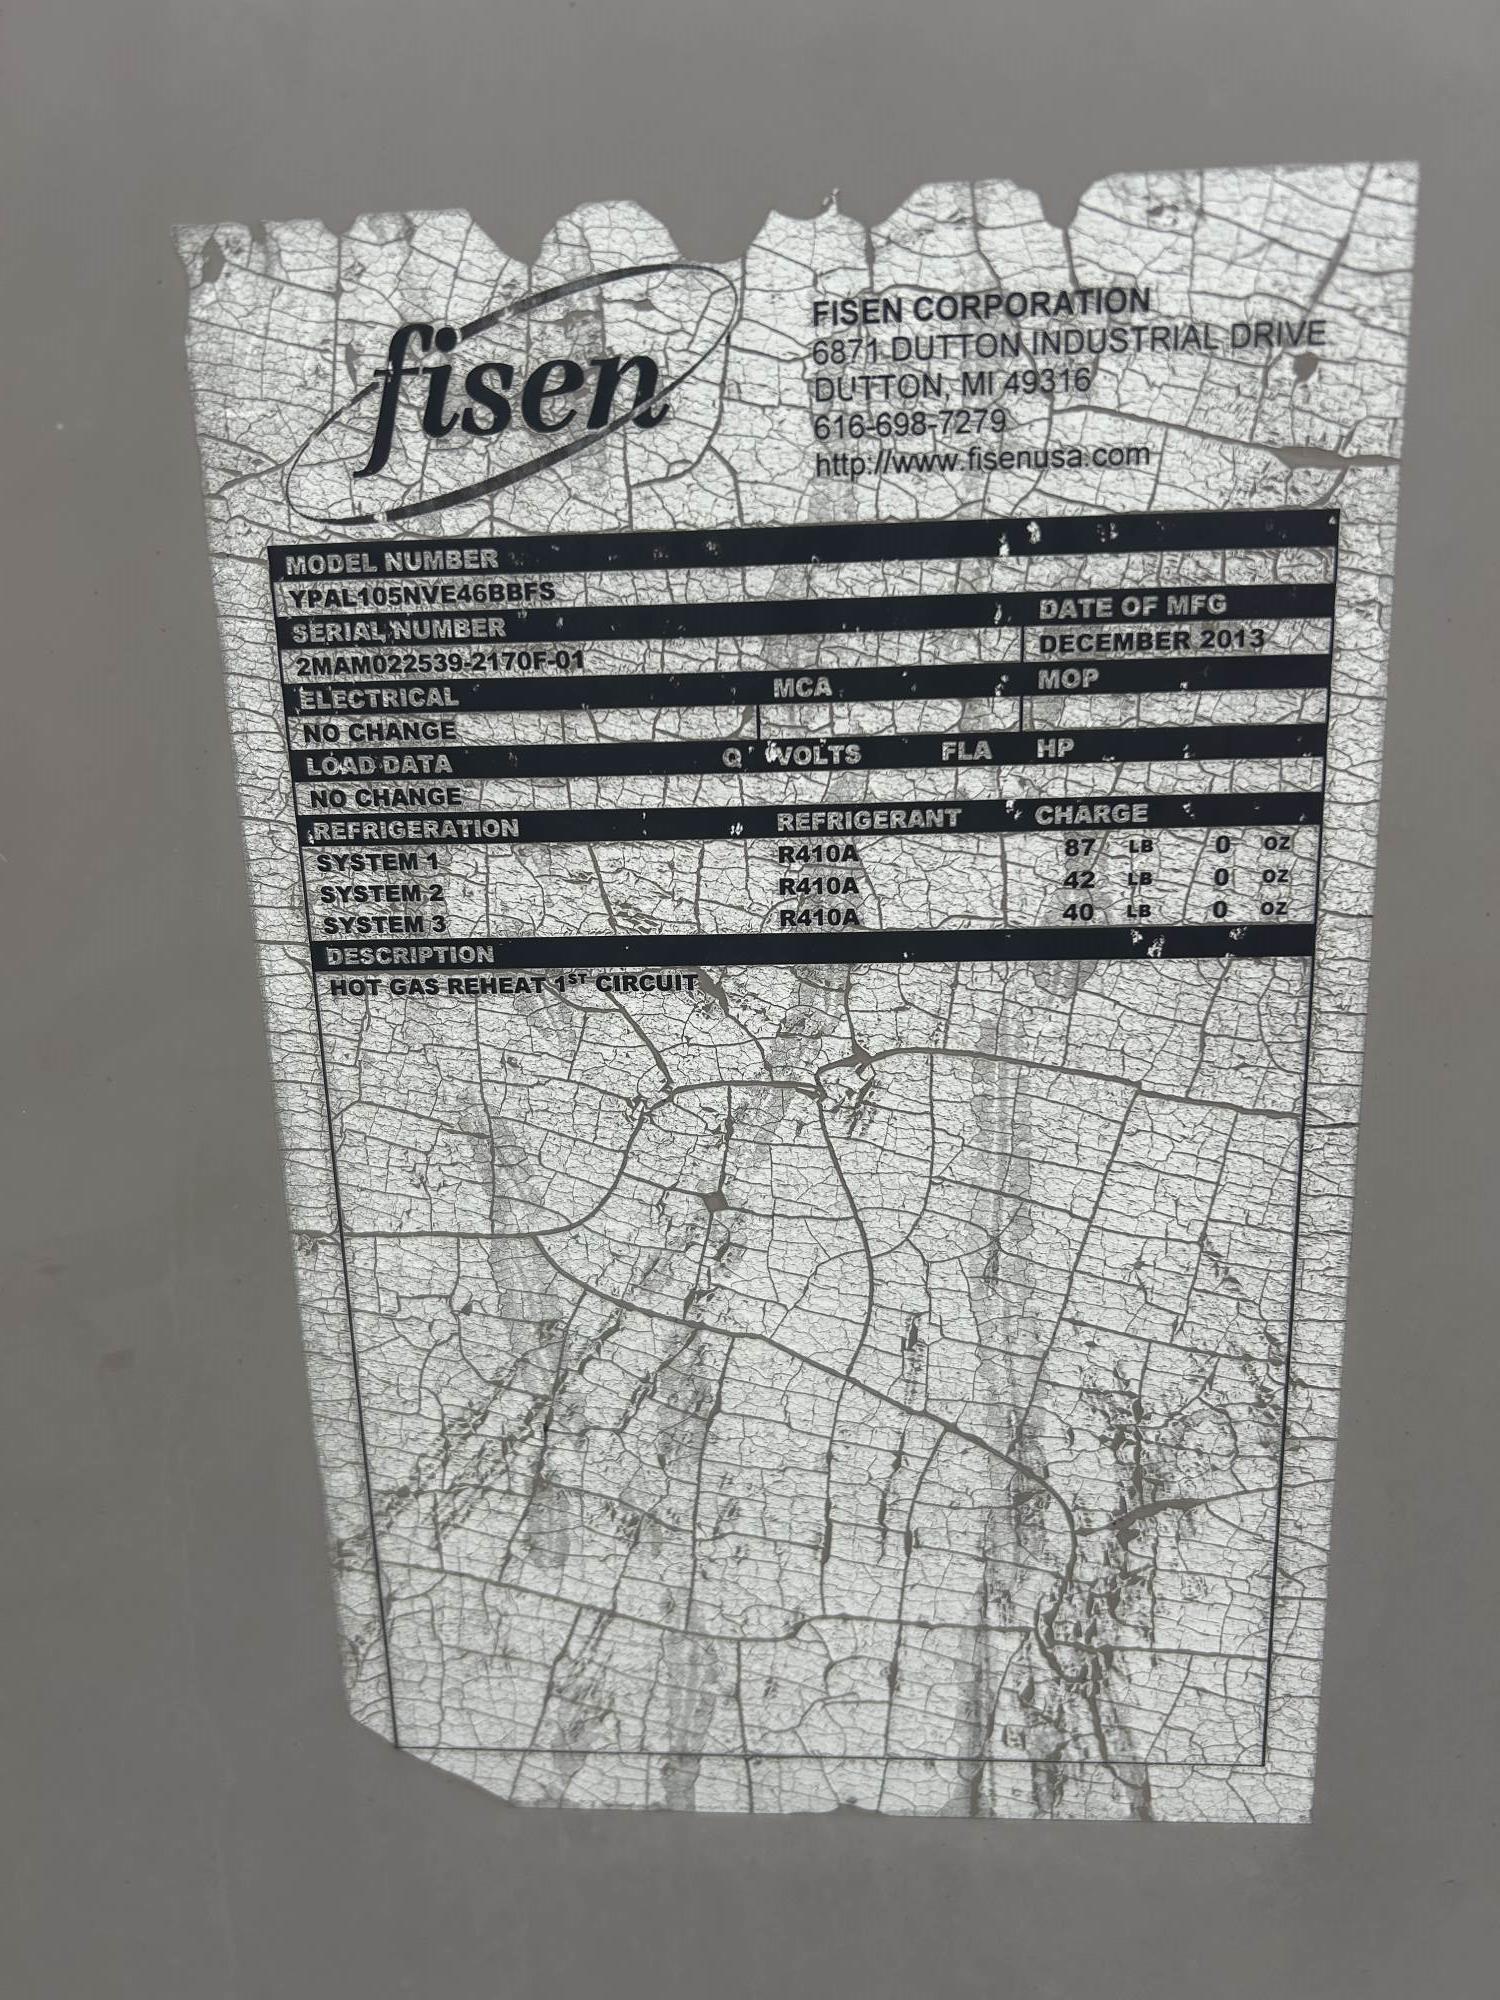 fisen
FISEN CORPORATION
6871 DUTTON INDUSTRIAL DRIVE
DUTTON, MI 49316
616-698-7279
http://www.fisenusa.com
MODEL NUMBER
YPAL105NVE46BBFS
SERIAL NUMBER DATE OF MFG
2MAM022539-2170F-01 DECEMBER 2013
ELECTRICAL MCA MOP
NO CHANGE
LOAD DATA VOLTS FLA HP
NO CHANGE
REFRIGERATION REFRIGERANT CHARGE
SYSTEM 1 R410A 87 LB 0 OZ
SYSTEM 2 R410A 42 LB 0 OZ
SYSTEM 3 R410A 40 LB 0 OZ
DESCRIPTION
HOT GAS REHEAT 1ST CIRCUIT